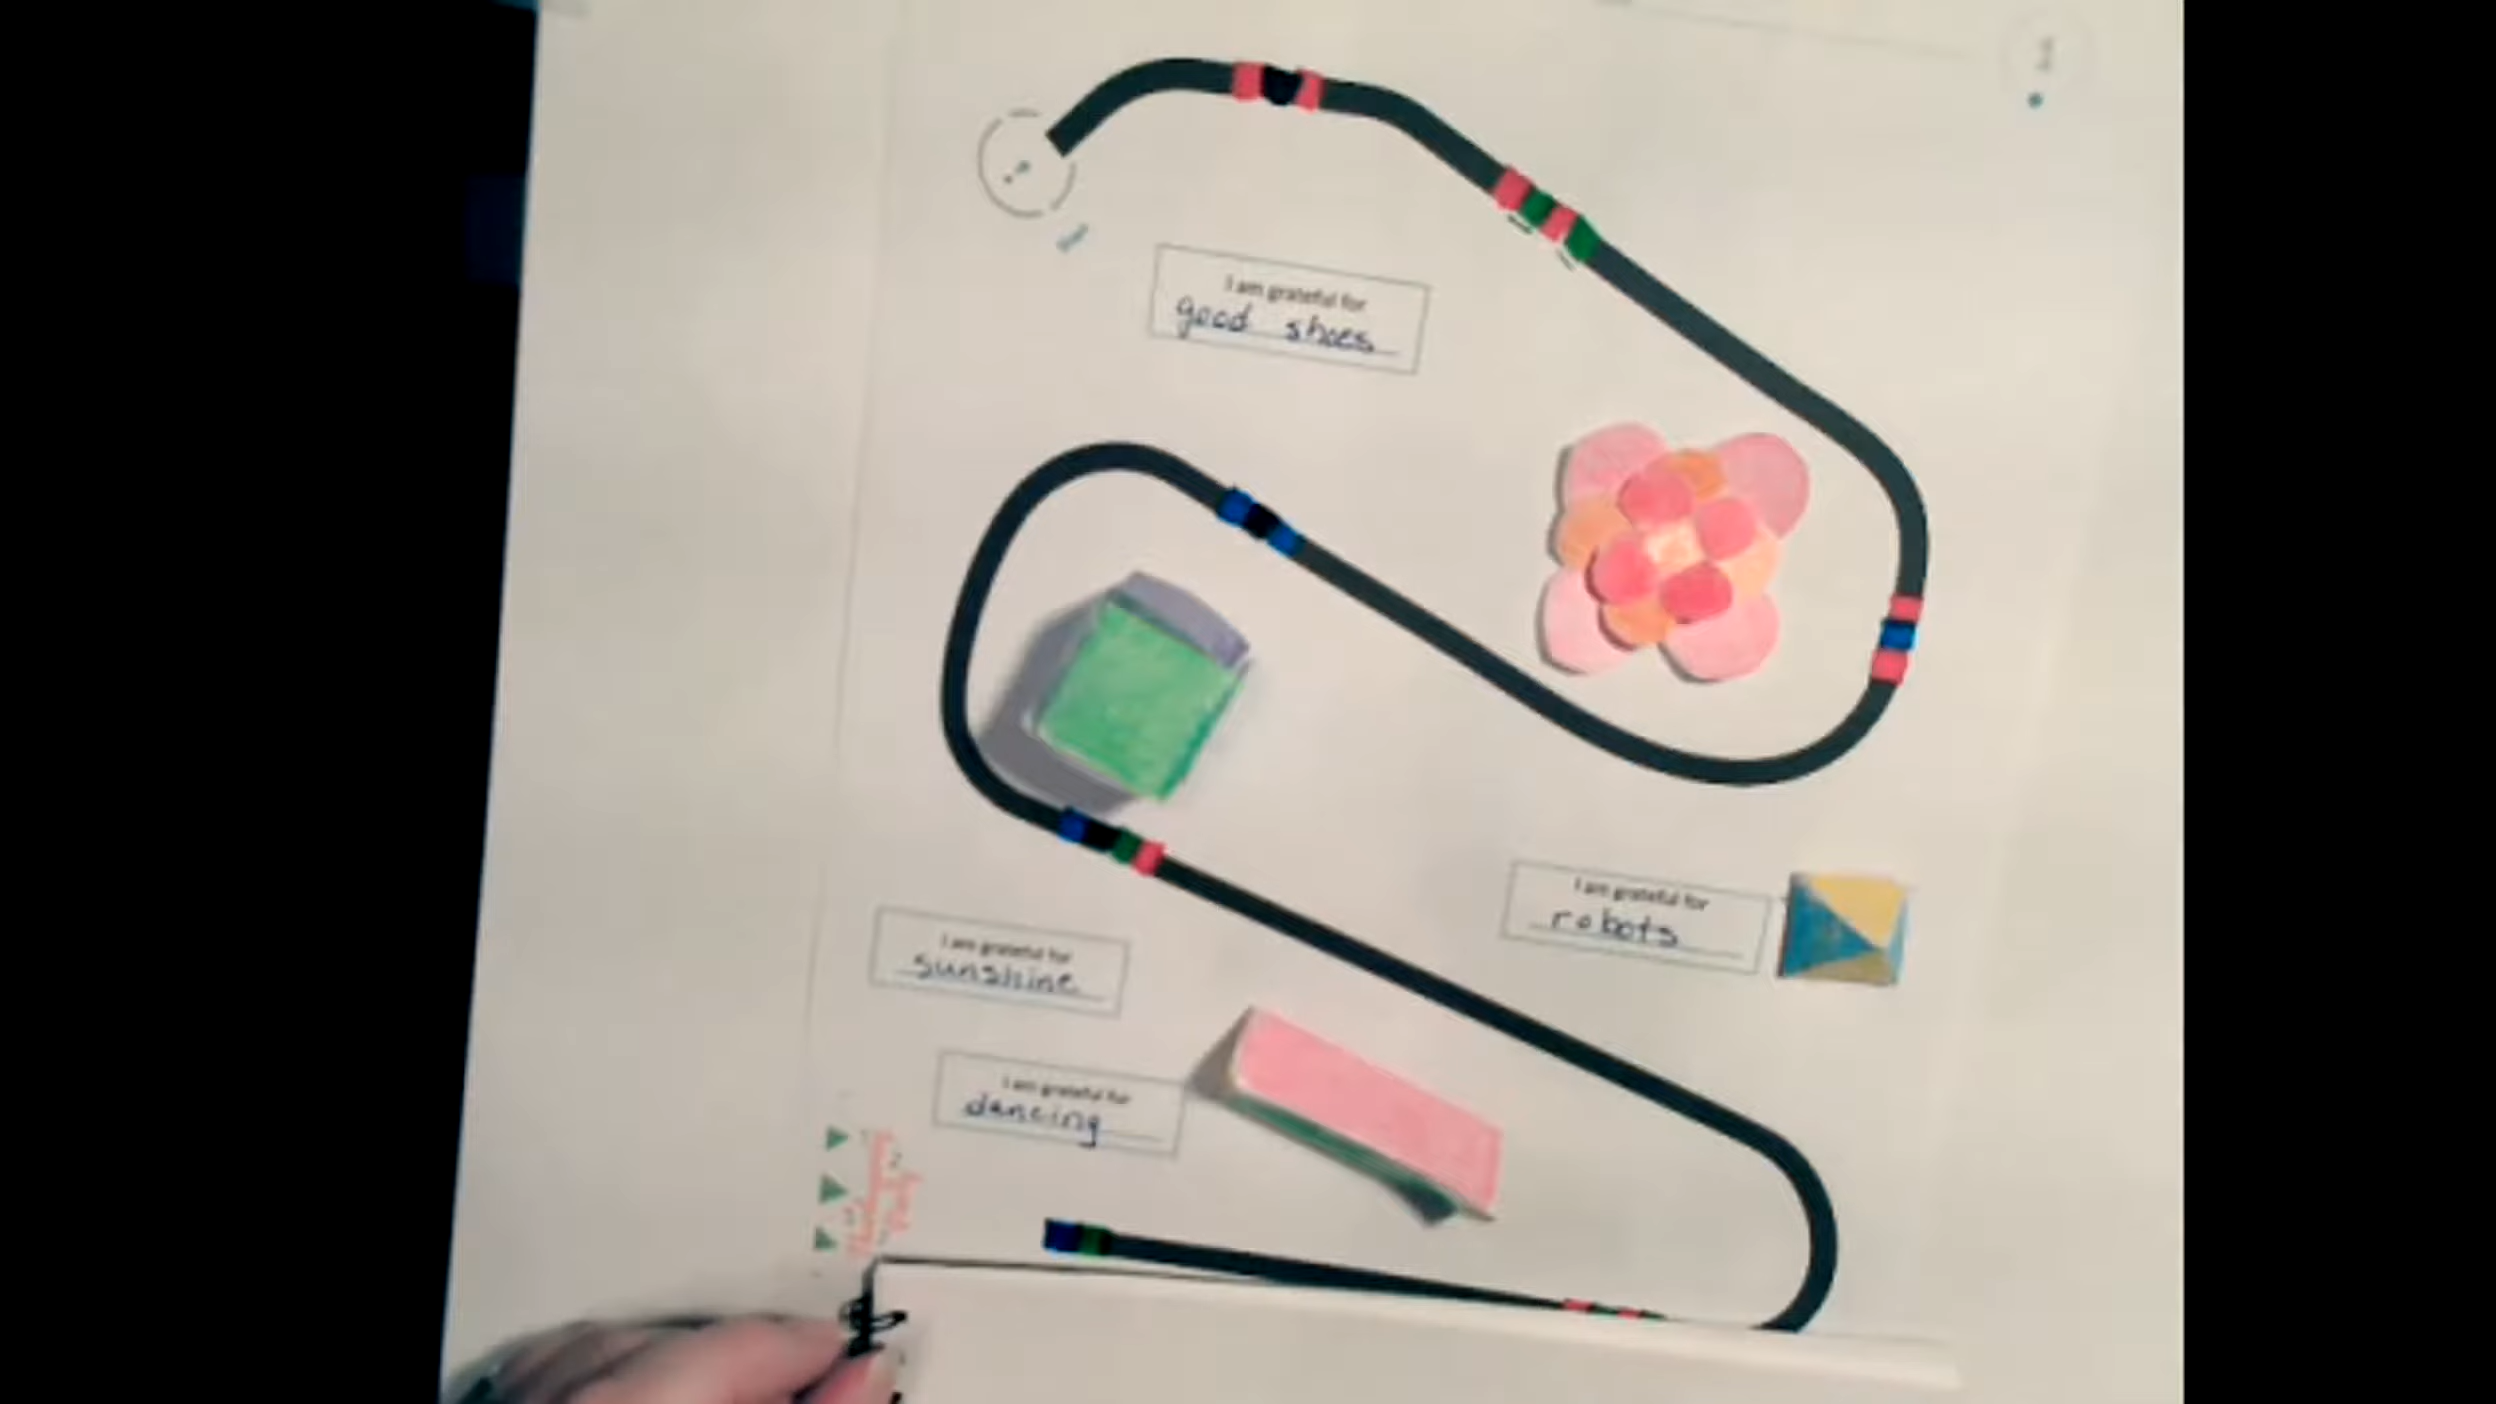 I am grateful for
good shoes
I am grateful for
robots
I am grateful for
sunshine
I am grateful for
dancing